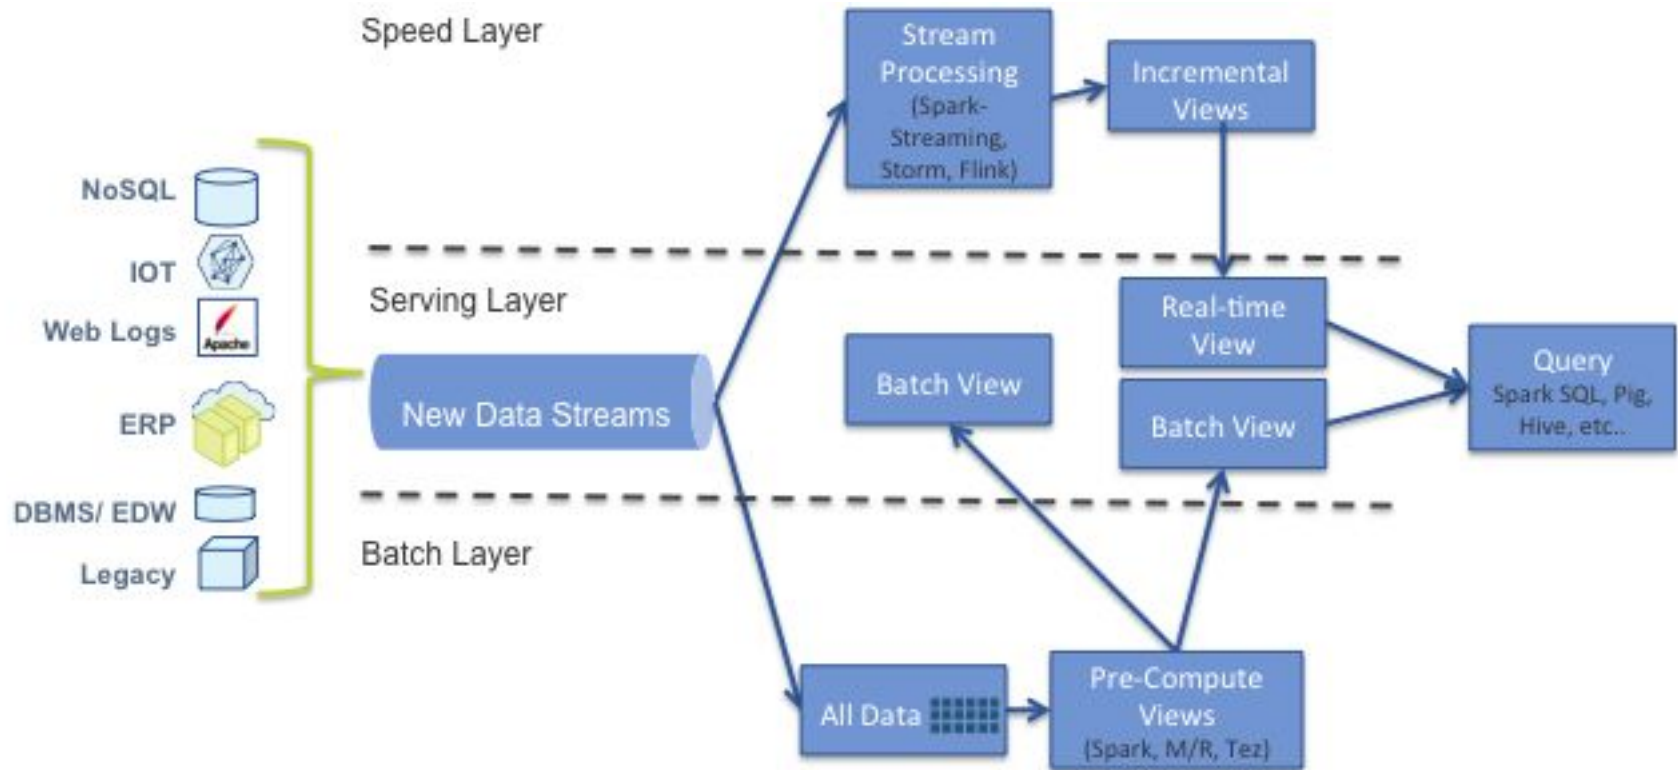 Speed Layer
Stream
Processing
(Spark-
Streaming,
Storm, Flink)
Incremental
Views
NoSQL
IOT
Web Logs
Apache
ERP
DBMS/ EDW
Legacy
Serving Layer
New Data Streams
Batch View
Real-time
View
Batch View
Query
Spark SQL, Pig,
Hive, etc..
Batch Layer
All Data
Pre-Compute
Views
(Spark, M/R, Tez)